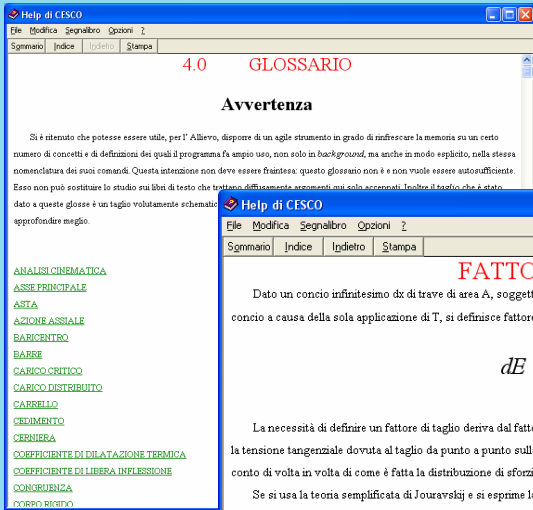 Help di CESCO
File Modifica Segnalibro Opzioni ?
Sommario Indice Indietro Stampa
4.0 GLOSSARIO
Avvertenza
Si è ritenuto che potesse essere utile, per l' Allievo, disporre di un agile strumento in grado di rinfrescare la memoria su un certo
numero di concetti e di definizioni dei quali il programma fa ampio uso, non solo in background, ma anche in modo esplicito, nella stessa
nomenclatura dei suoi comandi. Questa intenzione non deve essere fraintesa: questo glossario non è e non vuole essere autosufficiente.
Esso non può sostituire lo studio sui libri di testo che trattano diffusamente argomenti qui solo accennati. Inoltre il taglio che è stato
dato a queste glosse è un taglio volutamente schematic
approfondire meglio.
ANALISI CINEMATICA
ASSE PRINCIPALE
ASTA
AZIONE ASSIALE
BARICENTRO
BARRE
CARICO CRITICO
CARICO DISTRIBUITO
CARRELLO
CEDIMENTO
CERNIERA
COEFFICIENTE DI DILATAZIONE TERMICA
COEFFICIENTE DI LIBERA INFLESSIONE
CONGRUENZA
CORPO RIGIDO
Help di CESCO
File Modifica Segnalibro Opzioni ?
Sommario Indice Indietro Stampa
FATTO
Dato un concio infinitesimo dx di trave di area A, soggett
concio a causa della sola applicazione di T, si definisce fattore
dE
La necessità di definire un fattore di taglio deriva dal fatto
la tensione tangenziale dovuta al taglio da punto a punto sull
conto di volta in volta di come è fatta la distribuzione di sforzi
Se si usa la teoria semplificata di Jouravskij e si esprime la